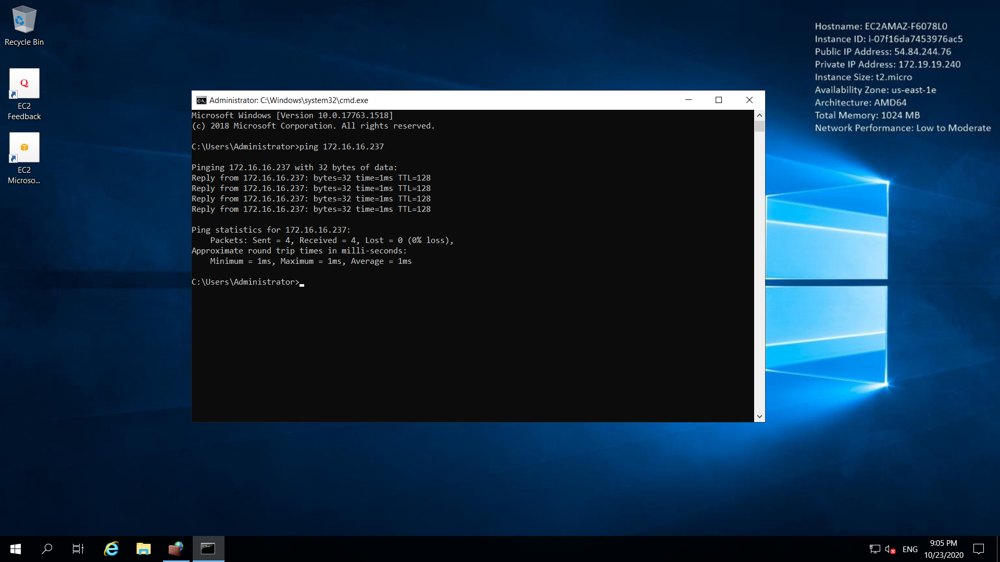 Recycle Bin
Q
EC2
Feedback
EC2
Microso...
Hostname: EC2AMAZ-F6078L0
Instance ID: i-07f16da7453976ac5
Public IP Address: 54.84.244.76
Private IP Address: 172.19.19.240
Instance Size: t2.micro
Availability Zone: us-east-1e
Architecture: AMD64
Total Memory: 1024 MB
Network Performance: Low to Moderate
Administrator: C:\Windows\system32\cmd.exe
Microsoft Windows [Version 10.0.17763.1518]
(c) 2018 Microsoft Corporation. All rights reserved.
C:\Users\Administrator>ping 172.16.16.237
Pinging 172.16.16.237 with 32 bytes of data:
Reply from 172.16.16.237: bytes=32 time=1ms TTL=128
Reply from 172.16.16.237: bytes=32 time=1ms TTL=128
Reply from 172.16.16.237: bytes=32 time=1ms TTL=128
Reply from 172.16.16.237: bytes=32 time=1ms TTL=128
Ping statistics for 172.16.16.237:
    Packets: Sent = 4, Received = 4, Lost = 0 (0% loss),
Approximate round trip times in milli-seconds:
    Minimum = 1ms, Maximum = 1ms, Average = 1ms
C:\Users\Administrator>
ENG
9:05 PM
10/23/2020